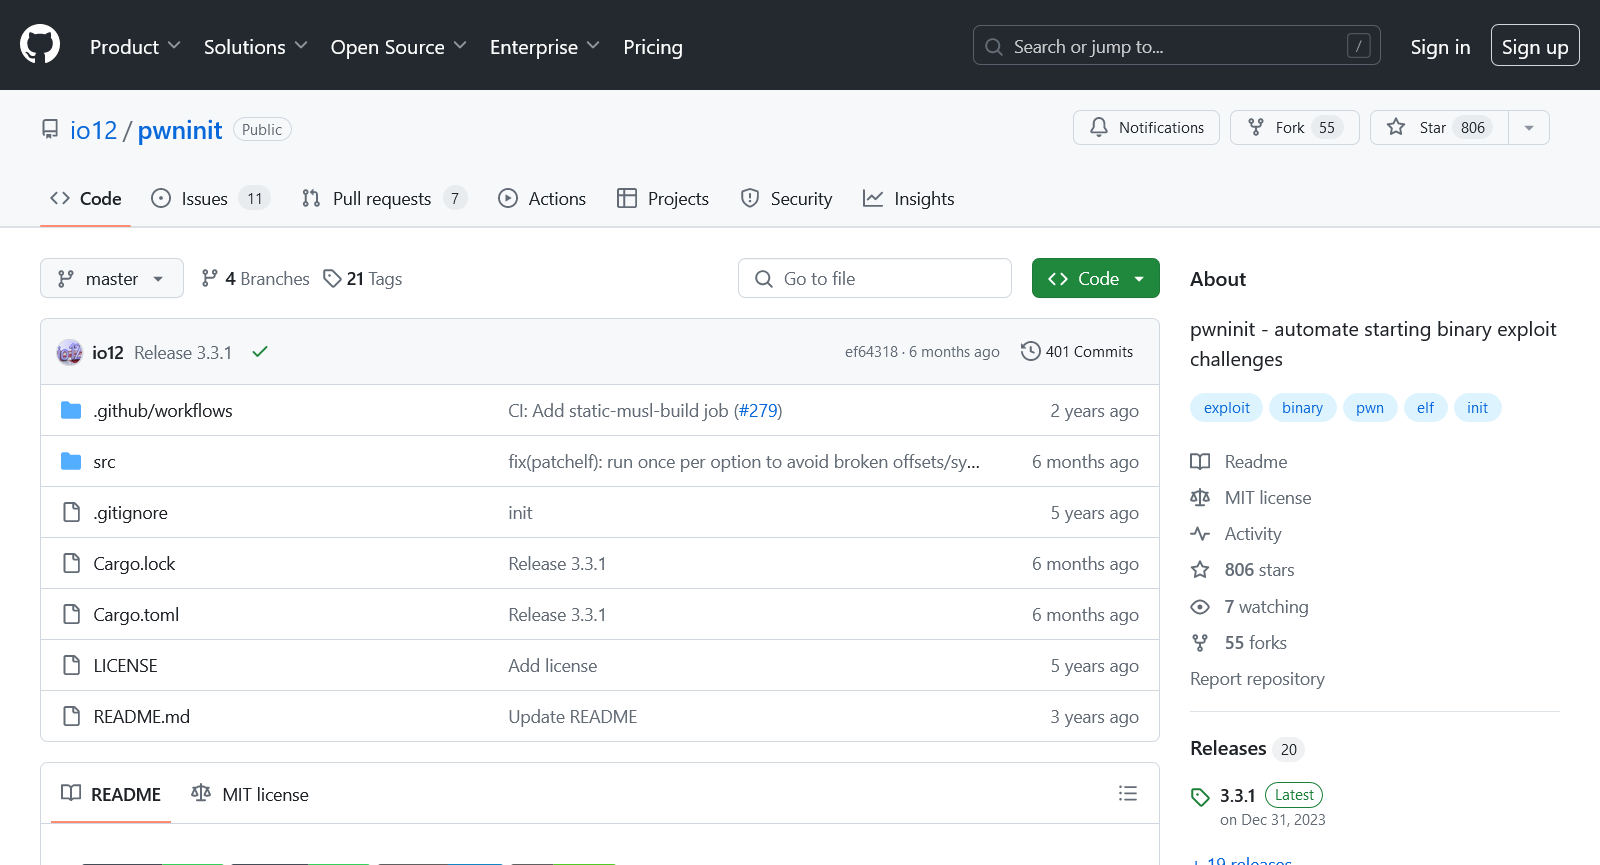 Product Solutions Open Source Enterprise Pricing Search or jump to... / Sign in Sign up
io12 / pwninit Public Notifications Fork 55 Star 806
Code Issues 11 Pull requests 7 Actions Projects Security Insights
master 4 Branches 21 Tags Go to file Code
io12 Release 3.3.1 ef64318 · 6 months ago 401 Commits
.github/workflows CI: Add static-musl-build job (#279) 2 years ago
src fix(patchelf): run once per option to avoid broken offsets/sy... 6 months ago
.gitignore init 5 years ago
Cargo.lock Release 3.3.1 6 months ago
Cargo.toml Release 3.3.1 6 months ago
LICENSE Add license 5 years ago
README.md Update README 3 years ago
README MIT license
About
pwninit - automate starting binary exploit
challenges
exploit binary pwn elf init
Readme
MIT license
Activity
806 stars
7 watching
55 forks
Report repository
Releases 20
3.3.1 Latest
on Dec 31, 2023
+ 19 releases